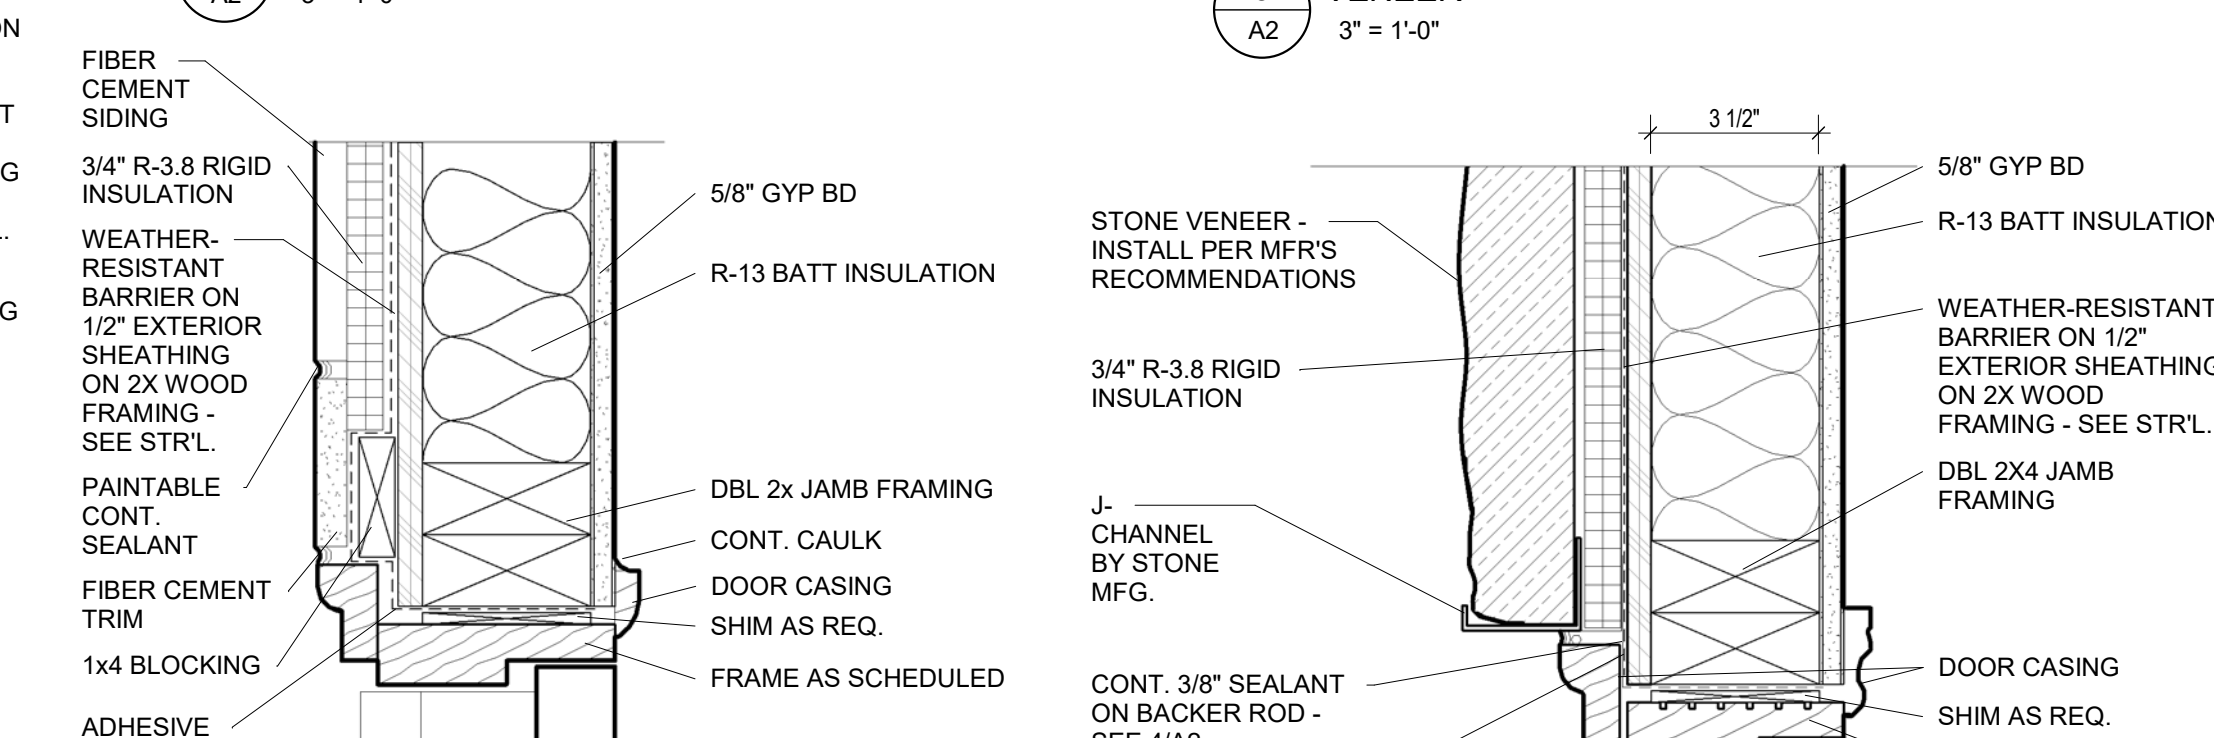 A2
A2
3" = 1'-0"
ON
FIBER
CEMENT
SIDING
T
3/4" R-3.8 RIGID
INSULATION
G
WEATHER-
RESISTANT
BARRIER ON
1/2" EXTERIOR
SHEATHING
ON 2X WOOD
FRAMING -
SEE STR'L.
L.
G
PAINTABLE
CONT.
SEALANT
FIBER CEMENT
TRIM
1x4 BLOCKING
ADHESIVE
5/8" GYP BD
R-13 BATT INSULATION
DBL 2x JAMB FRAMING
CONT. CAULK
DOOR CASING
SHIM AS REQ.
FRAME AS SCHEDULED
3 1/2"
STONE VENEER -
INSTALL PER MFR'S
RECOMMENDATIONS
3/4" R-3.8 RIGID
INSULATION
J-
CHANNEL
BY STONE
MFG.
CONT. 3/8" SEALANT
ON BACKER ROD -
5/8" GYP BD
R-13 BATT INSULATION
WEATHER-RESISTANT
BARRIER ON 1/2"
EXTERIOR SHEATHING
ON 2X WOOD
FRAMING - SEE STR'L.
DBL 2X4 JAMB
FRAMING
DOOR CASING
SHIM AS REQ.